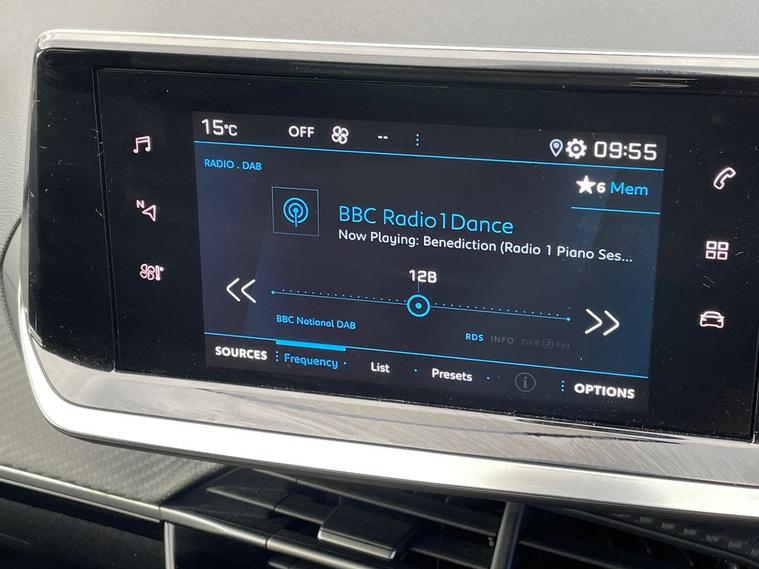 15°C OFF -- 09:55
RADIO . DAB
6 Mem
BBC Radio1Dance
Now Playing: Benediction (Radio 1 Piano Ses...
12B
BBC National DAB
RDS INFO DAB FM
SOURCES Frequency List Presets OPTIONS
N